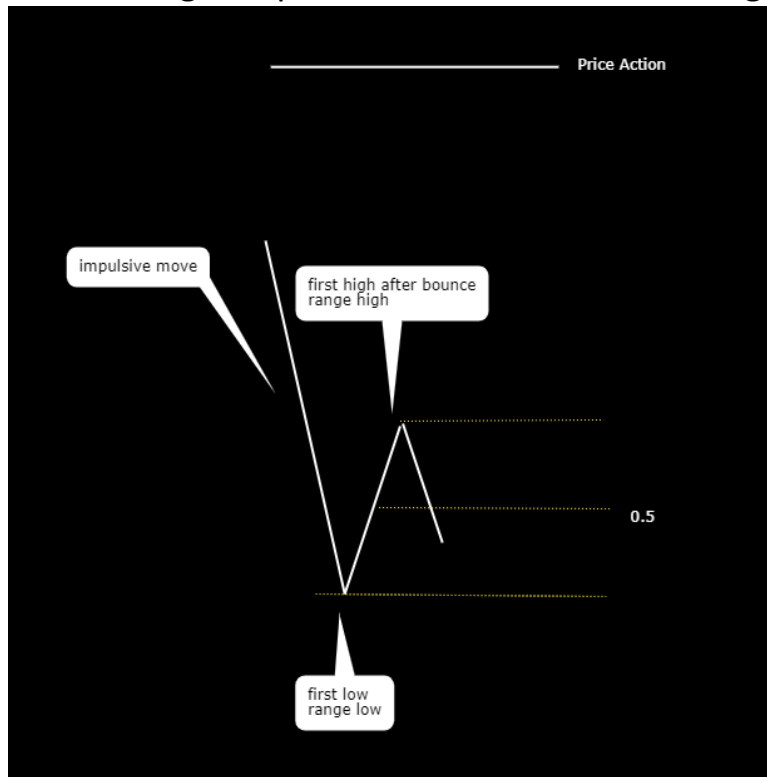 Price Action
impulsive move
first high after bounce
range high
0.5
first low
range low